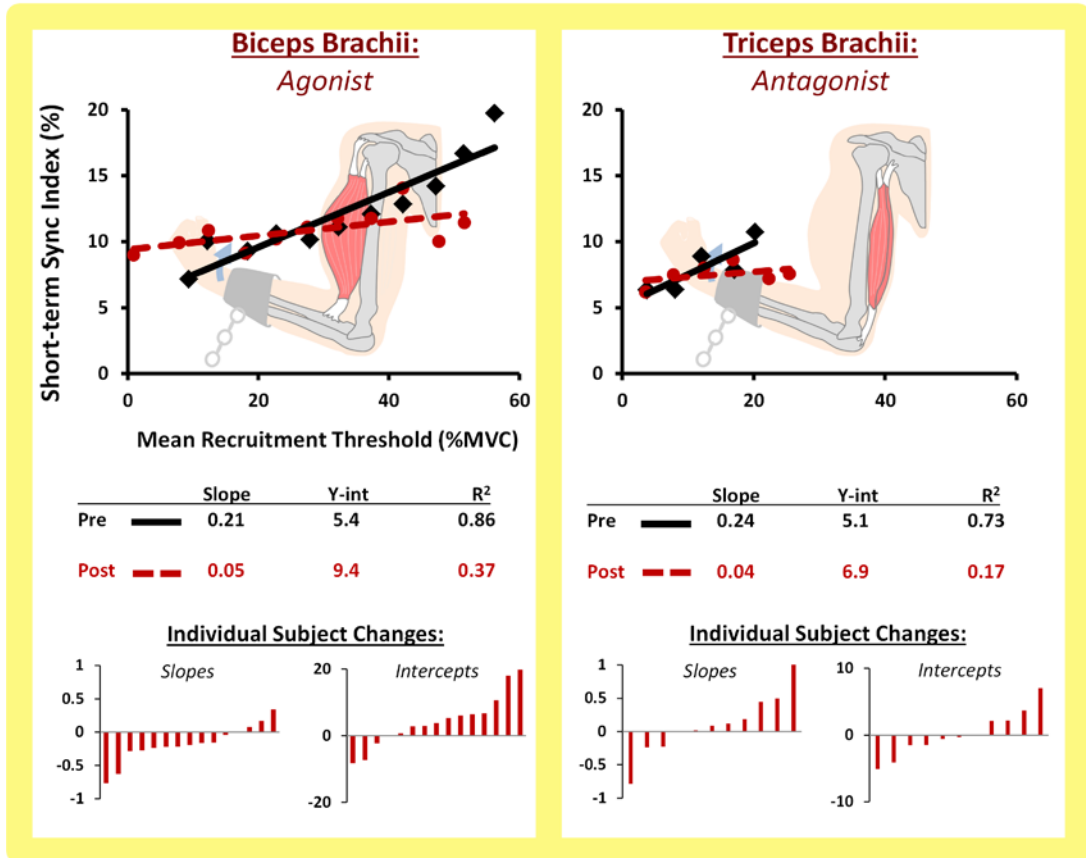 Biceps Brachii:
Agonist
Short-term Sync Index (%)
20
15
10
5
0
0 20 40 60
Mean Recruitment Threshold (%MVC)
Slope Y-int R²
Pre 0.21 5.4 0.86
Post 0.05 9.4 0.37
Individual Subject Changes:
Slopes
1
0.5
0
-0.5
-1
Intercepts
20
0
-20
Triceps Brachii:
Antagonist
20
15
10
5
0
0 20 40 60
Slope Y-int R²
Pre 0.24 5.1 0.73
Post 0.04 6.9 0.17
Individual Subject Changes:
Slopes
1
0.5
0
-0.5
-1
Intercepts
10
0
-10